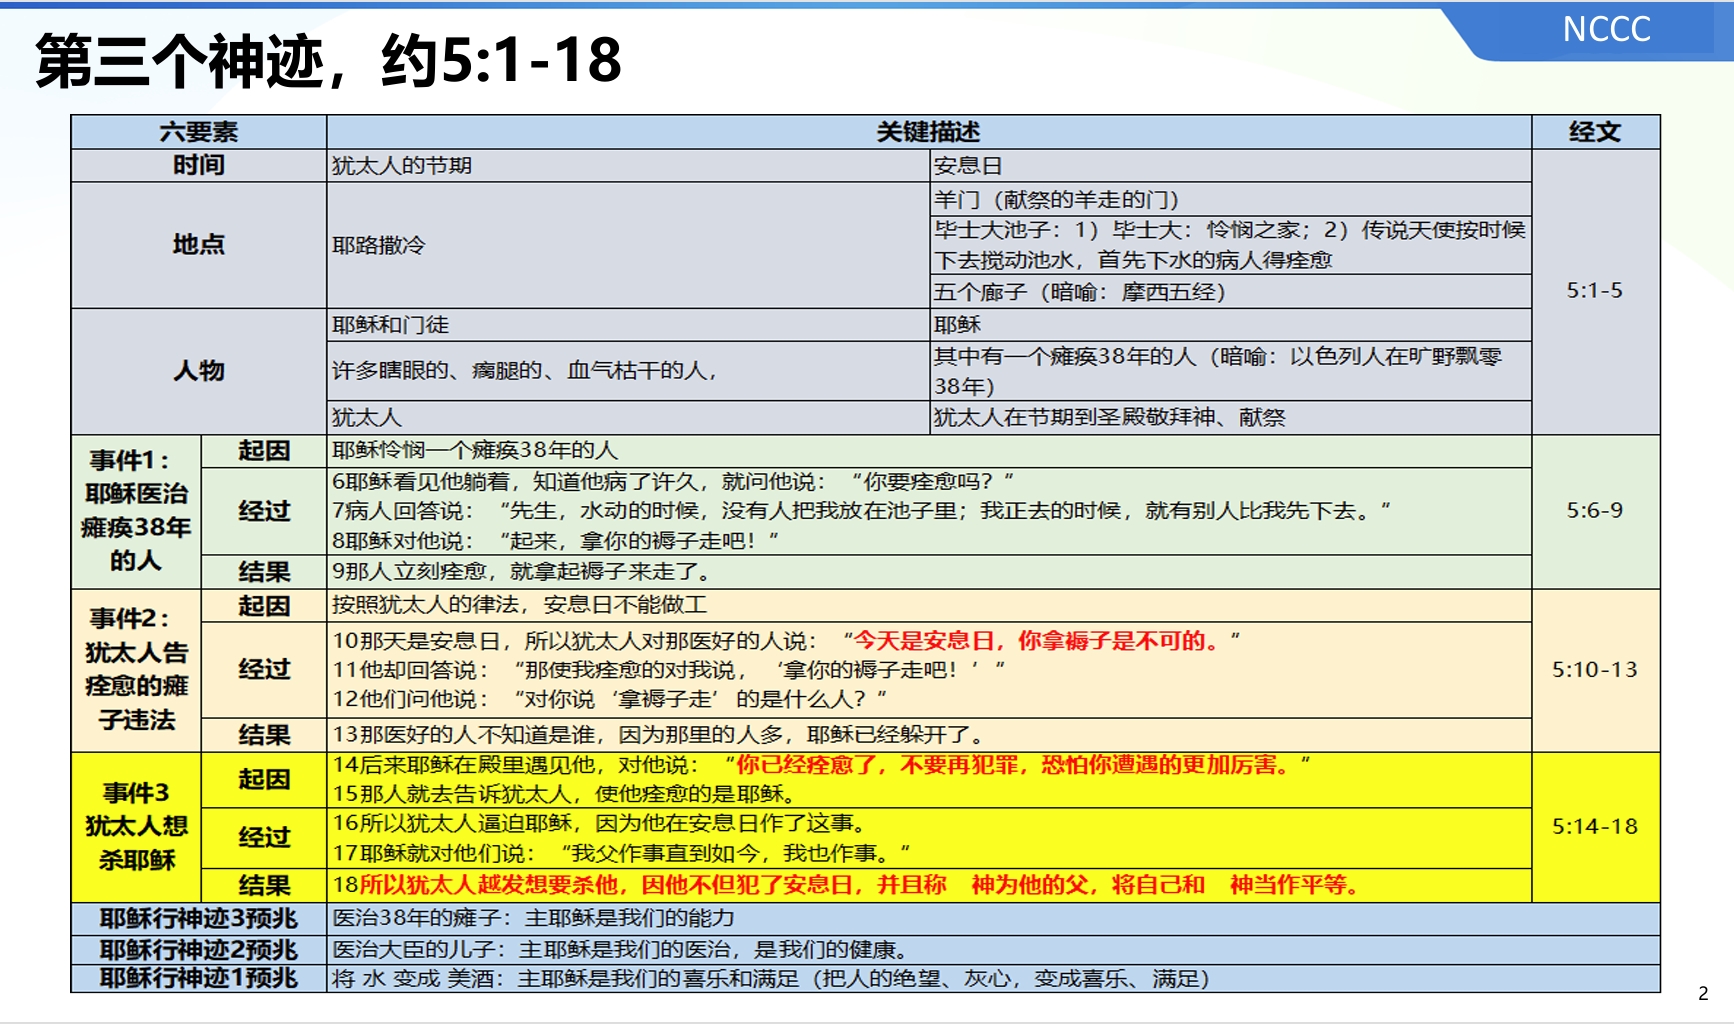 NCCC
第三个神迹，约5:1-18
六要素 关键描述 经文
时间 犹太人的节期 安息日
地点 耶路撒冷 羊门（献祭的羊走的门）
毕士大池子：1）毕士大：怜悯之家；2）传说天使按时候
下去搅动池水，首先下水的病人得痊愈
五个廊子（暗喻：摩西五经）
5:1-5
人物 耶稣和门徒 耶稣
许多瞎眼的、瘸腿的、血气枯干的人， 其中有一个瘫痪38年的人（暗喻：以色列人在旷野飘零
38年）
犹太人 犹太人在节期到圣殿敬拜神、献祭
事件1：
耶稣医治
瘫痪38年
的人
起因 耶稣怜悯一个瘫痪38年的人
经过 6耶稣看见他躺着，知道他病了许久，就问他说：“你要痊愈吗？“
7病人回答说：“先生，水动的时候，没有人把我放在池子里；我正去的时候，就有别人比我先下去。“
8耶稣对他说：“起来，拿你的褥子走吧！“
结果 9那人立刻痊愈，就拿起褥子来走了。
5:6-9
事件2：
犹太人告
痊愈的瘫
子违法
起因 按照犹太人的律法，安息日不能做工
经过 10那天是安息日，所以犹太人对那医好的人说：“今天是安息日，你拿褥子是不可的。“
11他却回答说：“那使我痊愈的对我说，‘拿你的褥子走吧！’“
12他们问他说：“对你说‘拿褥子走’的是什么人？“
结果 13那医好的人不知道是谁，因为那里的人多，耶稣已经躲开了。
5:10-13
事件3
犹太人想
杀耶稣
起因 14后来耶稣在殿里遇见他，对他说：“你已经痊愈了，不要再犯罪，恐怕你遭遇的更加厉害。“
15那人就去告诉犹太人，使他痊愈的是耶稣。
经过 16所以犹太人逼迫耶稣，因为他在安息日作了这事。
17耶稣就对他们说：“我父作事直到如今，我也作事。“
结果 18所以犹太人越发想要杀他，因他不但犯了安息日，并且称　神为他的父，将自己和　神当作平等。
5:14-18
耶稣行神迹3预兆 医治38年的瘫子：主耶稣是我们的能力
耶稣行神迹2预兆 医治大臣的儿子：主耶稣是我们的医治，是我们的健康。
耶稣行神迹1预兆 将 水 变成 美酒：主耶稣是我们的喜乐和满足（把人的绝望、灰心，变成喜乐、满足）
2